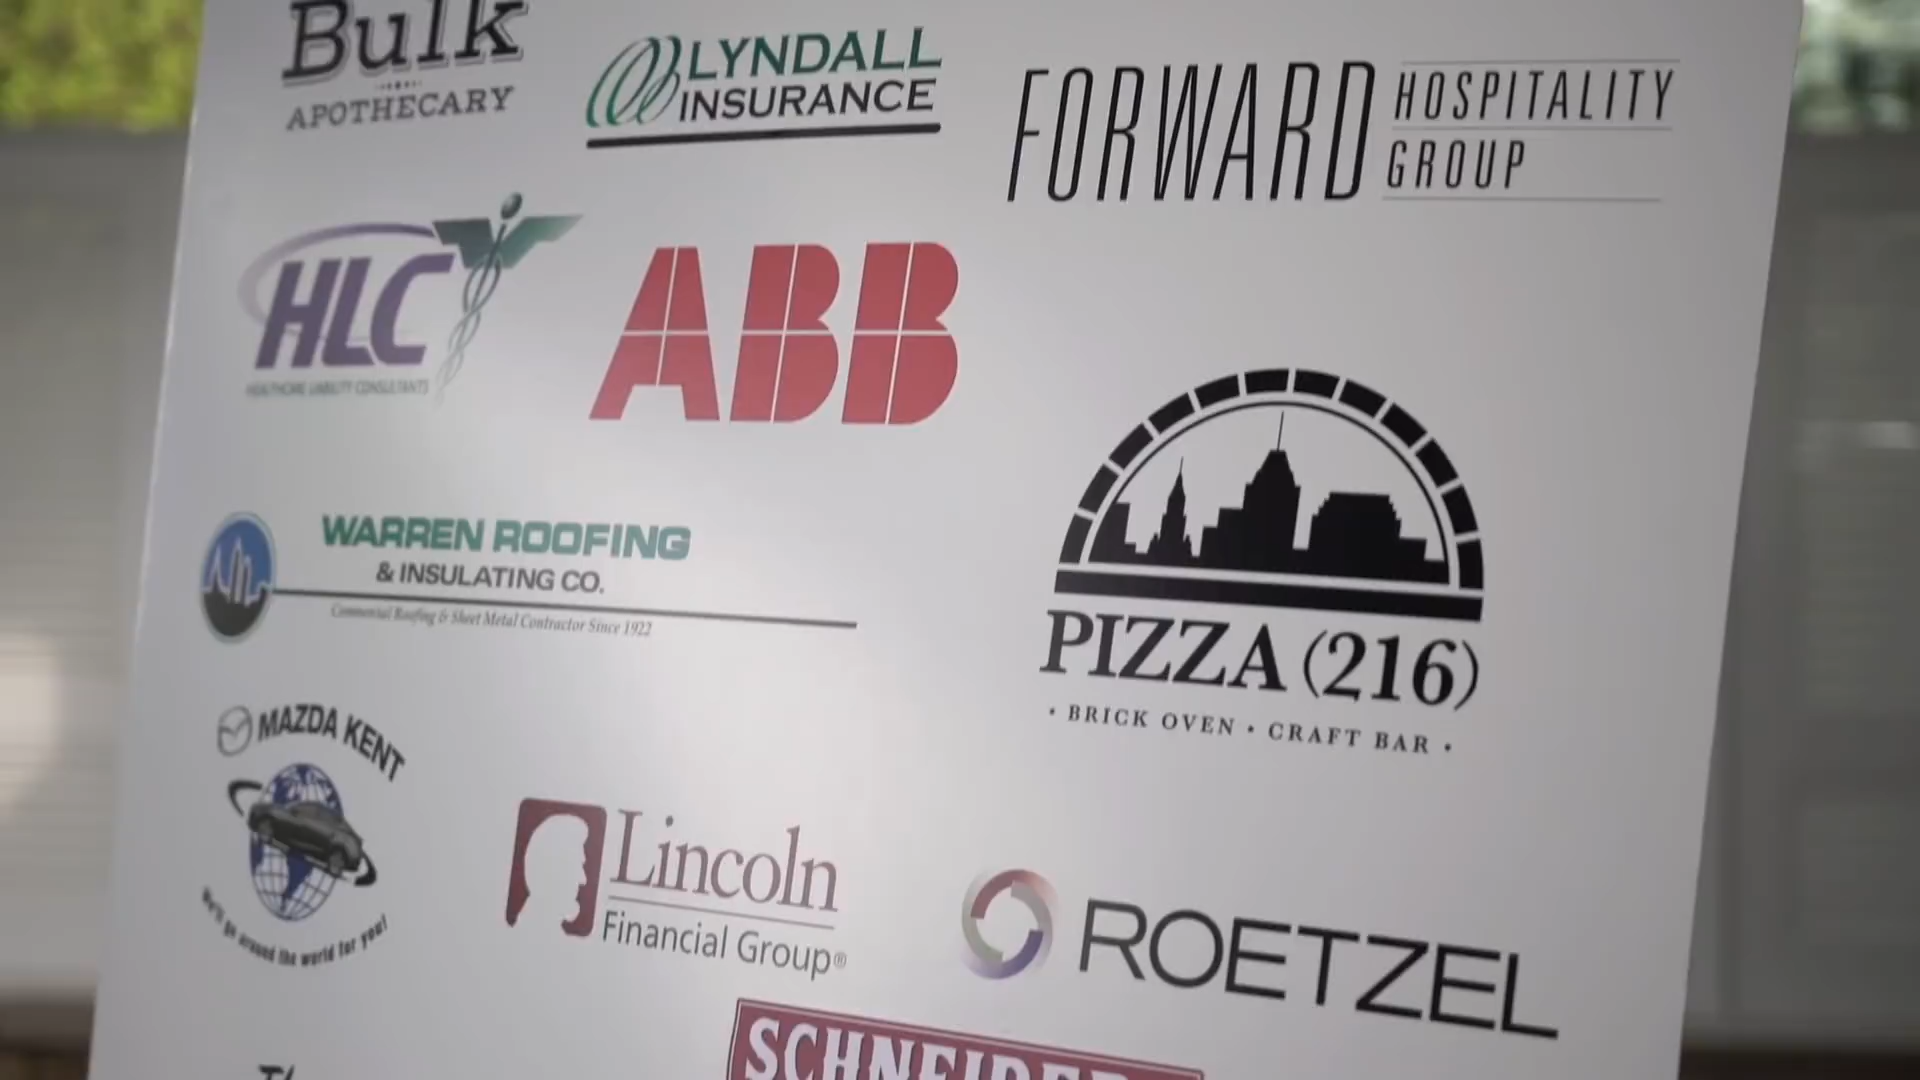 Bulk
APOTHECARY
LYNDALL
INSURANCE
FORWARD
HOSPITALITY
GROUP
HLC
HEALTHCARE LIABILITY CONSULTANTS
ABB
WARREN ROOFING
& INSULATING CO.
Commercial Roofing & Sheet Metal Contractor Since 1922
PIZZA (216)
• BRICK OVEN • CRAFT BAR •
MAZDA KENT
We'll go around the world for you!
Lincoln
Financial Group®
ROETZEL
SCHNEIDER